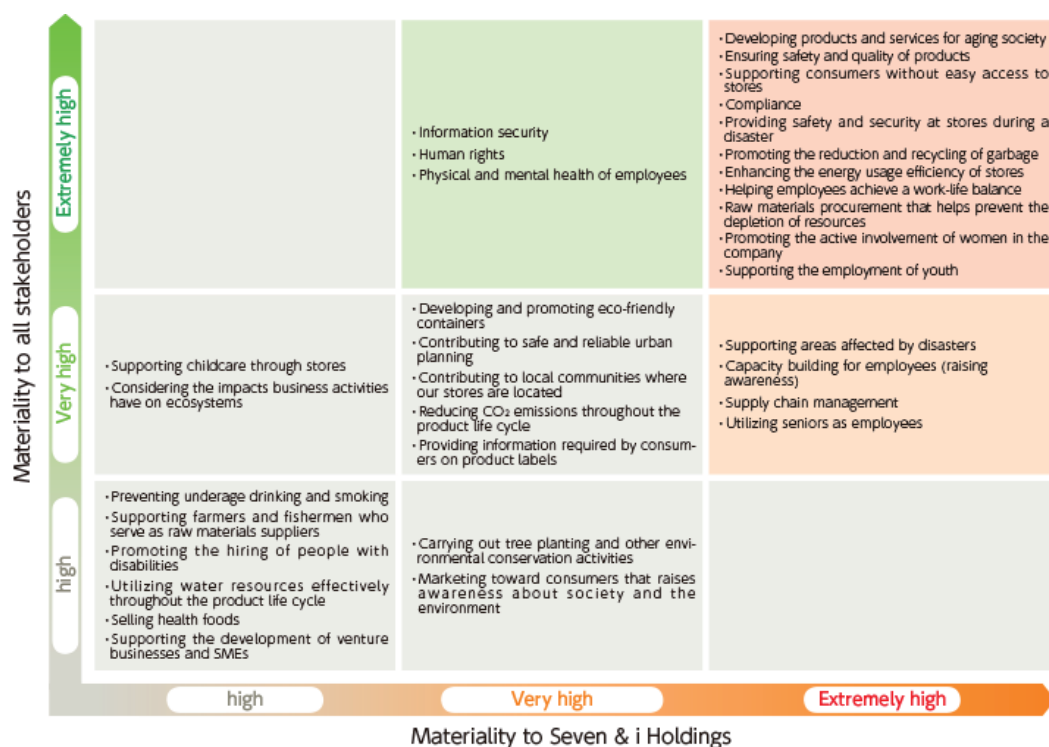 Materiality to all stakeholders
Extremely high
Very high
high
· Information security
· Human rights
· Physical and mental health of employees
· Developing products and services for aging society
· Ensuring safety and quality of products
· Supporting consumers without easy access to
stores
· Compliance
· Providing safety and security at stores during a
disaster
· Promoting the reduction and recycling of garbage
· Enhancing the energy usage efficiency of stores
· Helping employees achieve a work-life balance
· Raw materials procurement that helps prevent the
depletion of resources
· Promoting the active involvement of women in the
company
· Supporting the employment of youth
· Supporting childcare through stores
· Considering the impacts business activities
have on ecosystems
· Developing and promoting eco-friendly
containers
· Contributing to safe and reliable urban
planning
· Contributing to local communities where
our stores are located
· Reducing CO₂ emissions throughout the
product life cycle
· Providing information required by consum-
ers on product labels
· Supporting areas affected by disasters
· Capacity building for employees (raising
awareness)
· Supply chain management
· Utilizing seniors as employees
· Preventing underage drinking and smoking
· Supporting farmers and fishermen who
serve as raw materials suppliers
· Promoting the hiring of people with
disabilities
· Utilizing water resources effectively
throughout the product life cycle
· Selling health foods
· Supporting the development of venture
businesses and SMEs
· Carrying out tree planting and other envi-
ronmental conservation activities
· Marketing toward consumers that raises
awareness about society and the
environment
high
Very high
Extremely high
Materiality to Seven & i Holdings